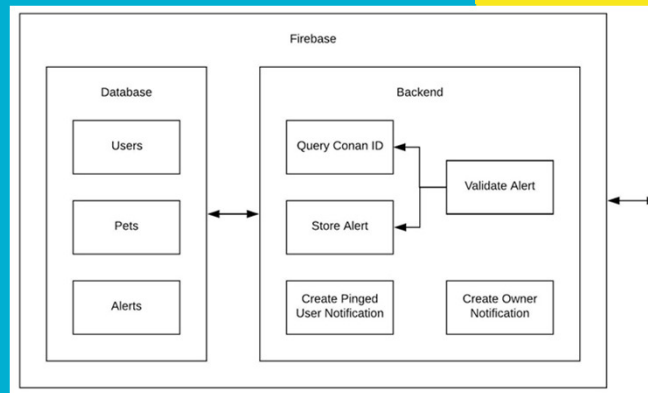 Firebase
Database
Backend
Users
Query Conan ID
Validate Alert
Pets
Store Alert
Alerts
Create Pinged
User Notification
Create Owner
Notification